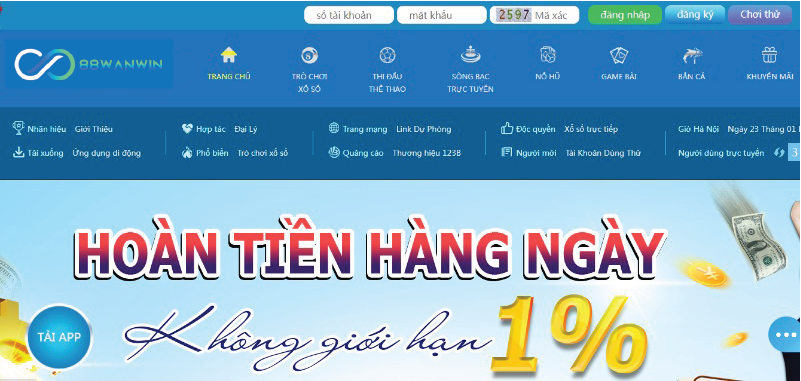 số tài khoản mật khẩu 2597 Mã xác đăng nhập đăng ký Chơi thử
TRANG CHỦ
TRÒ CHƠI
XỔ SỐ
THI ĐẤU
THỂ THAO
SÒNG BẠC
TRỰC TUYẾN
NỔ HŨ
GAME BÀI
BẮN CÁ
KHUYẾN MÃI
Nhãn hiệu Giới Thiệu Hợp tác Đại Lý Trang mạng Link Dự Phòng Độc quyền Xổ số trực tiếp Giờ Hà Nội Ngày 23 Tháng 01
Tải xuống Ứng dụng di động Phổ biến Trò chơi xổ số Quảng cáo Thương hiệu 123B Người mới Tài Khoản Dùng Thử Người dùng trực tuyến 3
HOÀN TIỀN HÀNG NGÀY
Không giới hạn 1%
TẢI APP